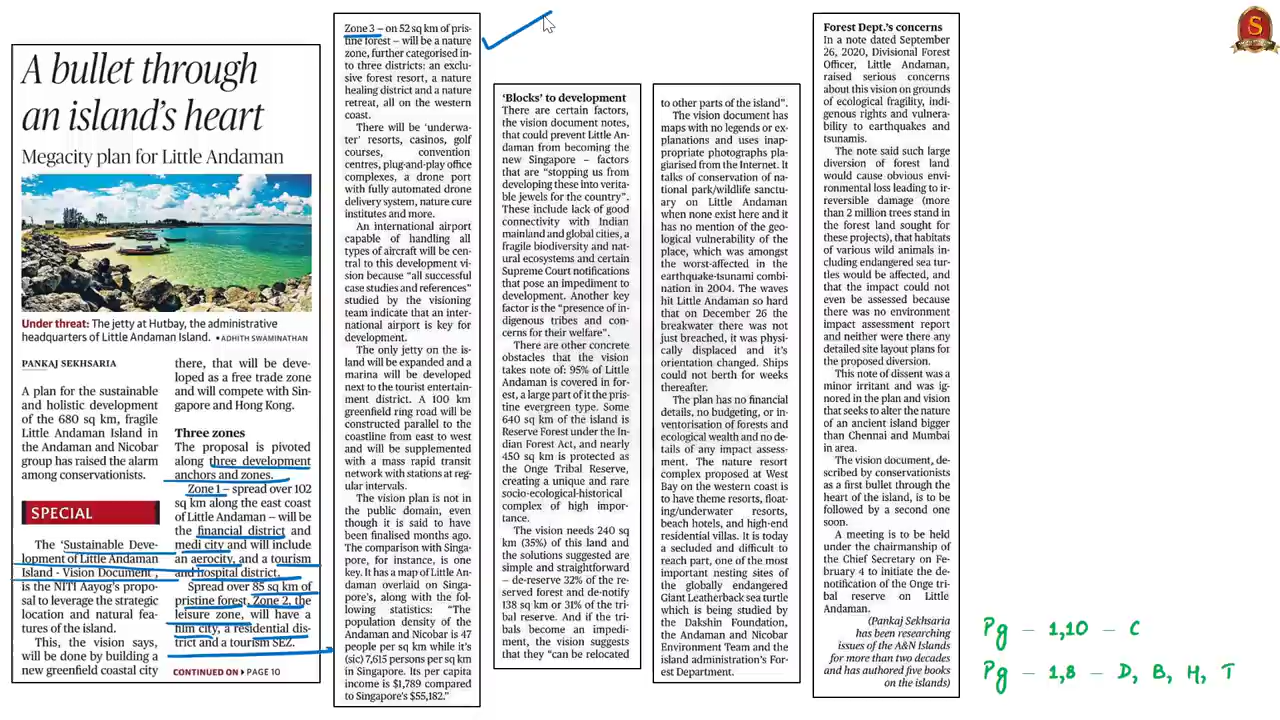 A bullet through
an island's heart
Megacity plan for Little Andaman
Under threat: The jetty at Hutbay, the administrative
headquarters of Little Andaman Island. • ADHITH SWAMINATHAN
PANKAJ SEKHSARIA
A plan for the sustainable
and holistic development
of the 680 sq km, fragile
Little Andaman Island in
the Andaman and Nicobar
group has raised the alarm
among conservationists.
SPECIAL
The 'Sustainable Deve-
lopment of Little Andaman
Island - Vision Document',
is the NITI Aayog's propo-
sal to leverage the strategic
location and natural fea-
tures of the island.
This, the vision says,
will be done by building a
new greenfield coastal city
there, that will be deve-
loped as a free trade zone
and will compete with Sin-
gapore and Hong Kong.
Three zones
The proposal is pivoted
along three development
anchors and zones.
Zone 1 – spread over 102
sq km along the east coast
of Little Andaman – will be
the financial district and
medi city and will include
an aerocity, and a tourism
and hospital district.
Spread over 85 sq km of
pristine forest, Zone 2, the
leisure zone, will have a
film city, a residential dis-
trict and a tourism SEZ.
CONTINUED ON ▸ PAGE 10
Zone 3 – on 52 sq km of pris-
tine forest – will be a nature
zone, further categorised in-
to three districts: an exclu-
sive forest resort, a nature
healing district and a nature
retreat, all on the western
coast.
There will be 'underwa-
ter' resorts, casinos, golf
courses, convention
centres, plug-and-play office
complexes, a drone port
with fully automated drone
delivery system, nature cure
institutes and more.
An international airport
capable of handling all
types of aircraft will be cen-
tral to this development vi-
sion because "all successful
case studies and references"
studied by the visioning
team indicate that an inter-
national airport is key for
development.
The only jetty on the is-
land will be expanded and a
marina will be developed
next to the tourist entertain-
ment district. A 100 km
greenfield ring road will be
constructed parallel to the
coastline from east to west
and will be supplemented
with a mass rapid transit
network with stations at reg-
ular intervals.
The vision plan is not in
the public domain, even
though it is said to have
been finalised months ago.
The comparison with Singa-
pore, for instance, is one
key. It has a map of Little An-
daman overlaid on Singa-
pore's, along with the fol-
lowing statistics: "The
population density of the
Andaman and Nicobar is 47
people per sq km while it's
(sic) 7,615 persons per sq km
in Singapore. Its per capita
income is $1,789 compared
to Singapore's $55,182."
'Blocks' to development
There are certain factors,
the vision document notes,
that could prevent Little An-
daman from becoming the
new Singapore – factors
that are "stopping us from
developing these into verita-
ble jewels for the country".
These include lack of good
connectivity with Indian
mainland and global cities, a
fragile biodiversity and nat-
ural ecosystems and certain
Supreme Court notifications
that pose an impediment to
development. Another key
factor is the "presence of in-
digenous tribes and con-
cerns for their welfare".
There are other concrete
obstacles that the vision
takes note of: 95% of Little
Andaman is covered in for-
est, a large part of it the pris-
tine evergreen type. Some
640 sq km of the island is
Reserve Forest under the In-
dian Forest Act, and nearly
450 sq km is protected as
the Onge Tribal Reserve,
creating a unique and rare
socio-ecological-historical
complex of high impor-
tance.
The vision needs 240 sq
km (35%) of this land and
the solutions suggested are
simple and straightforward
– de-reserve 32% of the re-
served forest and de-notify
138 sq km or 31% of the tri-
bal reserve. And if the tri-
bals become an impedi-
ment, the vision suggests
that they "can be relocated
to other parts of the island".
The vision document has
maps with no legends or ex-
planations and uses inap-
propriate photographs pla-
giarised from the Internet. It
talks of conservation of na-
tional park/wildlife sanctu-
ary on Little Andaman
when none exist here and it
has no mention of the geo-
logical vulnerability of the
place, which was amongst
the worst-affected in the
earthquake-tsunami combi-
nation in 2004. The waves
hit Little Andaman so hard
that on December 26 the
breakwater there was not
just breached, it was physi-
cally displaced and it's
orientation changed. Ships
could not berth for weeks
thereafter.
The plan has no financial
details, no budgeting, or in-
ventorisation of forests and
ecological wealth and no de-
tails of any impact assess-
ment. The nature resort
complex proposed at West
Bay on the western coast is
to have theme resorts, float-
ing/underwater resorts,
beach hotels, and high-end
residential villas. It is today
a secluded and difficult to
reach part, one of the most
important nesting sites of
the globally endangered
Giant Leatherback sea turtle
which is being studied by
the Dakshin Foundation,
the Andaman and Nicobar
Environment Team and the
island administration's For-
est Department.
Forest Dept.'s concerns
In a note dated September
26, 2020, Divisional Forest
Officer, Little Andaman,
raised serious concerns
about this vision on grounds
of ecological fragility, indi-
genous rights and vulnera-
bility to earthquakes and
tsunamis.
The note said such large
diversion of forest land
would cause obvious envi-
ronmental loss leading to ir-
reversible damage (more
than 2 million trees stand in
the forest land sought for
these projects), that habitats
of various wild animals in-
cluding endangered sea tur-
tles would be affected, and
that the impact could not
even be assessed because
there was no environment
impact assessment report
and neither were there any
detailed site layout plans for
the proposed diversion.
This note of dissent was a
minor irritant and was ig-
nored in the plan and vision
that seeks to alter the nature
of an ancient island bigger
than Chennai and Mumbai
in area.
The vision document, de-
scribed by conservationists
as a first bullet through the
heart of the island, is to be
followed by a second one
soon.
A meeting is to be held
under the chairmanship of
the Chief Secretary on Feb-
ruary 4 to initiate the de-
notification of the Onge tri-
bal reserve on Little
Andaman.
(Pankaj Sekhsaria
has been researching
issues of the A&N Islands
for more than two decades
and has authored five books
on the islands)
S
Pg – 1,10 – C
Pg – 1,8 – D, B, H, T